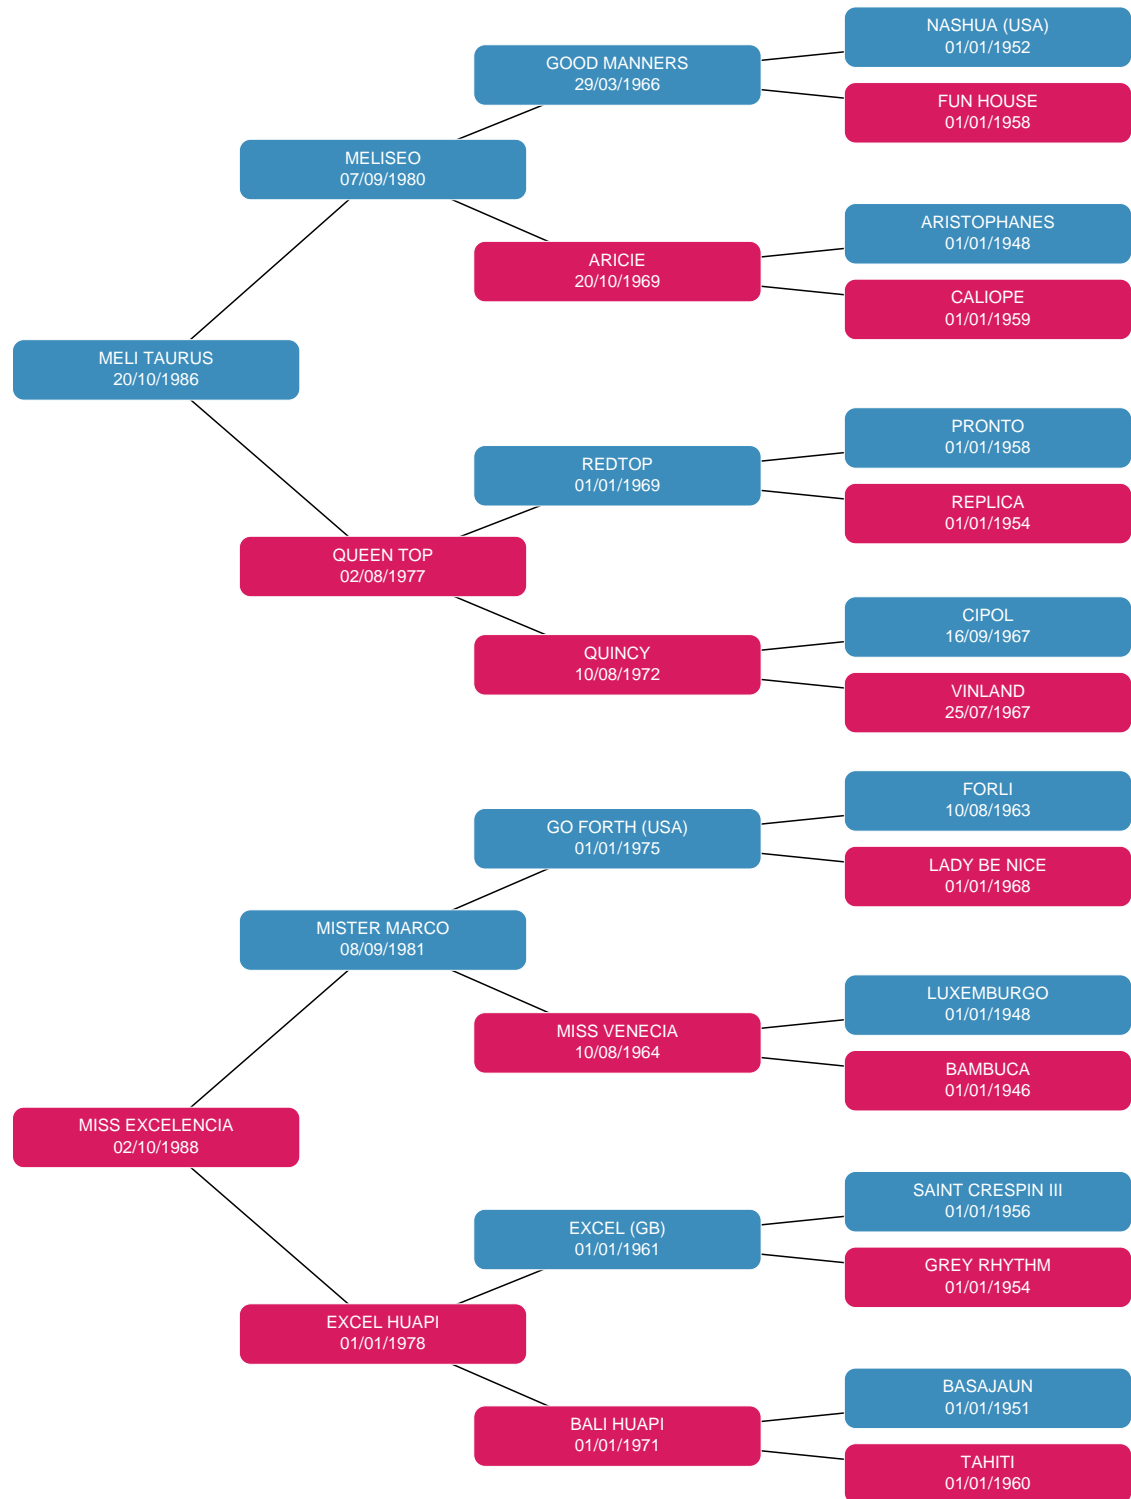 NASHUA (USA)
01/01/1952
GOOD MANNERS
29/03/1966
FUN HOUSE
01/01/1958
MELISEO
07/09/1980
ARISTOPHANES
01/01/1948
ARICIE
20/10/1969
CALIOPE
01/01/1959
MELI TAURUS
20/10/1986
PRONTO
01/01/1958
REDTOP
01/01/1969
REPLICA
01/01/1954
QUEEN TOP
02/08/1977
CIPOL
16/09/1967
QUINCY
10/08/1972
VINLAND
25/07/1967
FORLI
10/08/1963
GO FORTH (USA)
01/01/1975
LADY BE NICE
01/01/1968
MISTER MARCO
08/09/1981
LUXEMBURGO
01/01/1948
MISS VENECIA
10/08/1964
BAMBUCA
01/01/1946
MISS EXCELENCIA
02/10/1988
SAINT CRESPIN III
01/01/1956
EXCEL (GB)
01/01/1961
GREY RHYTHM
01/01/1954
EXCEL HUAPI
01/01/1978
BASAJAUN
01/01/1951
BALI HUAPI
01/01/1971
TAHITI
01/01/1960